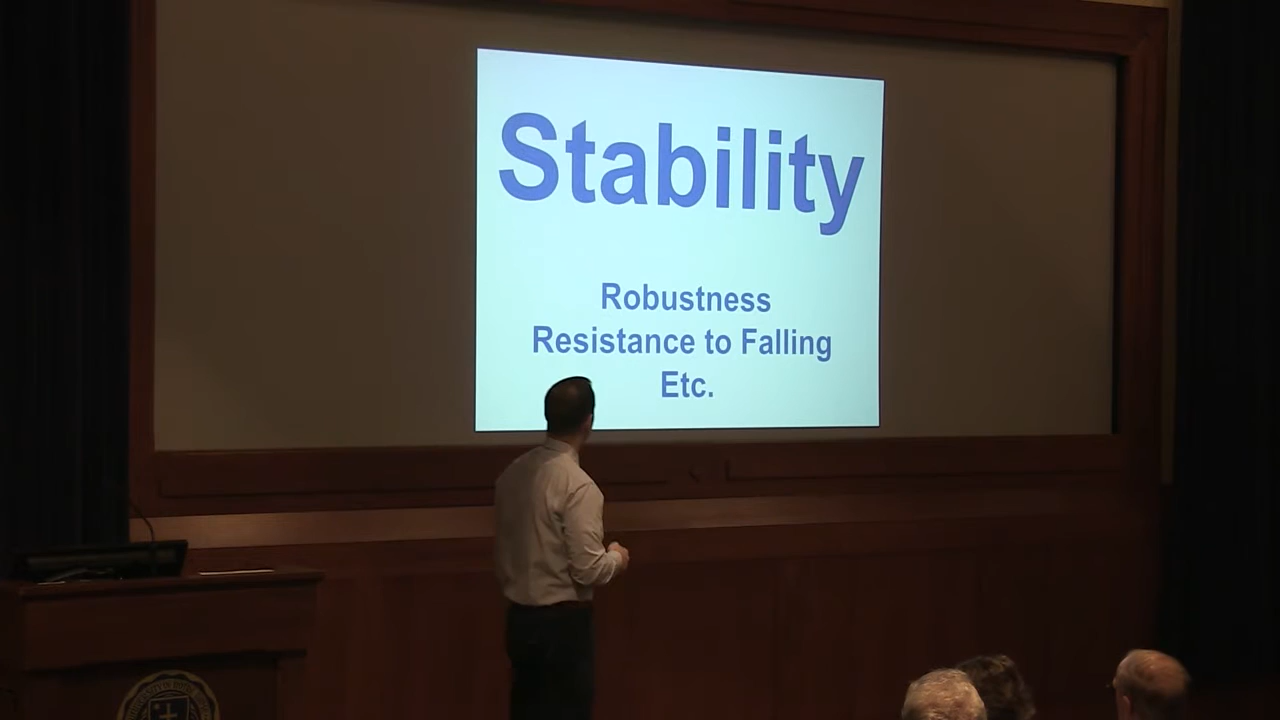 Stability
Robustness
Resistance to Falling
Etc.